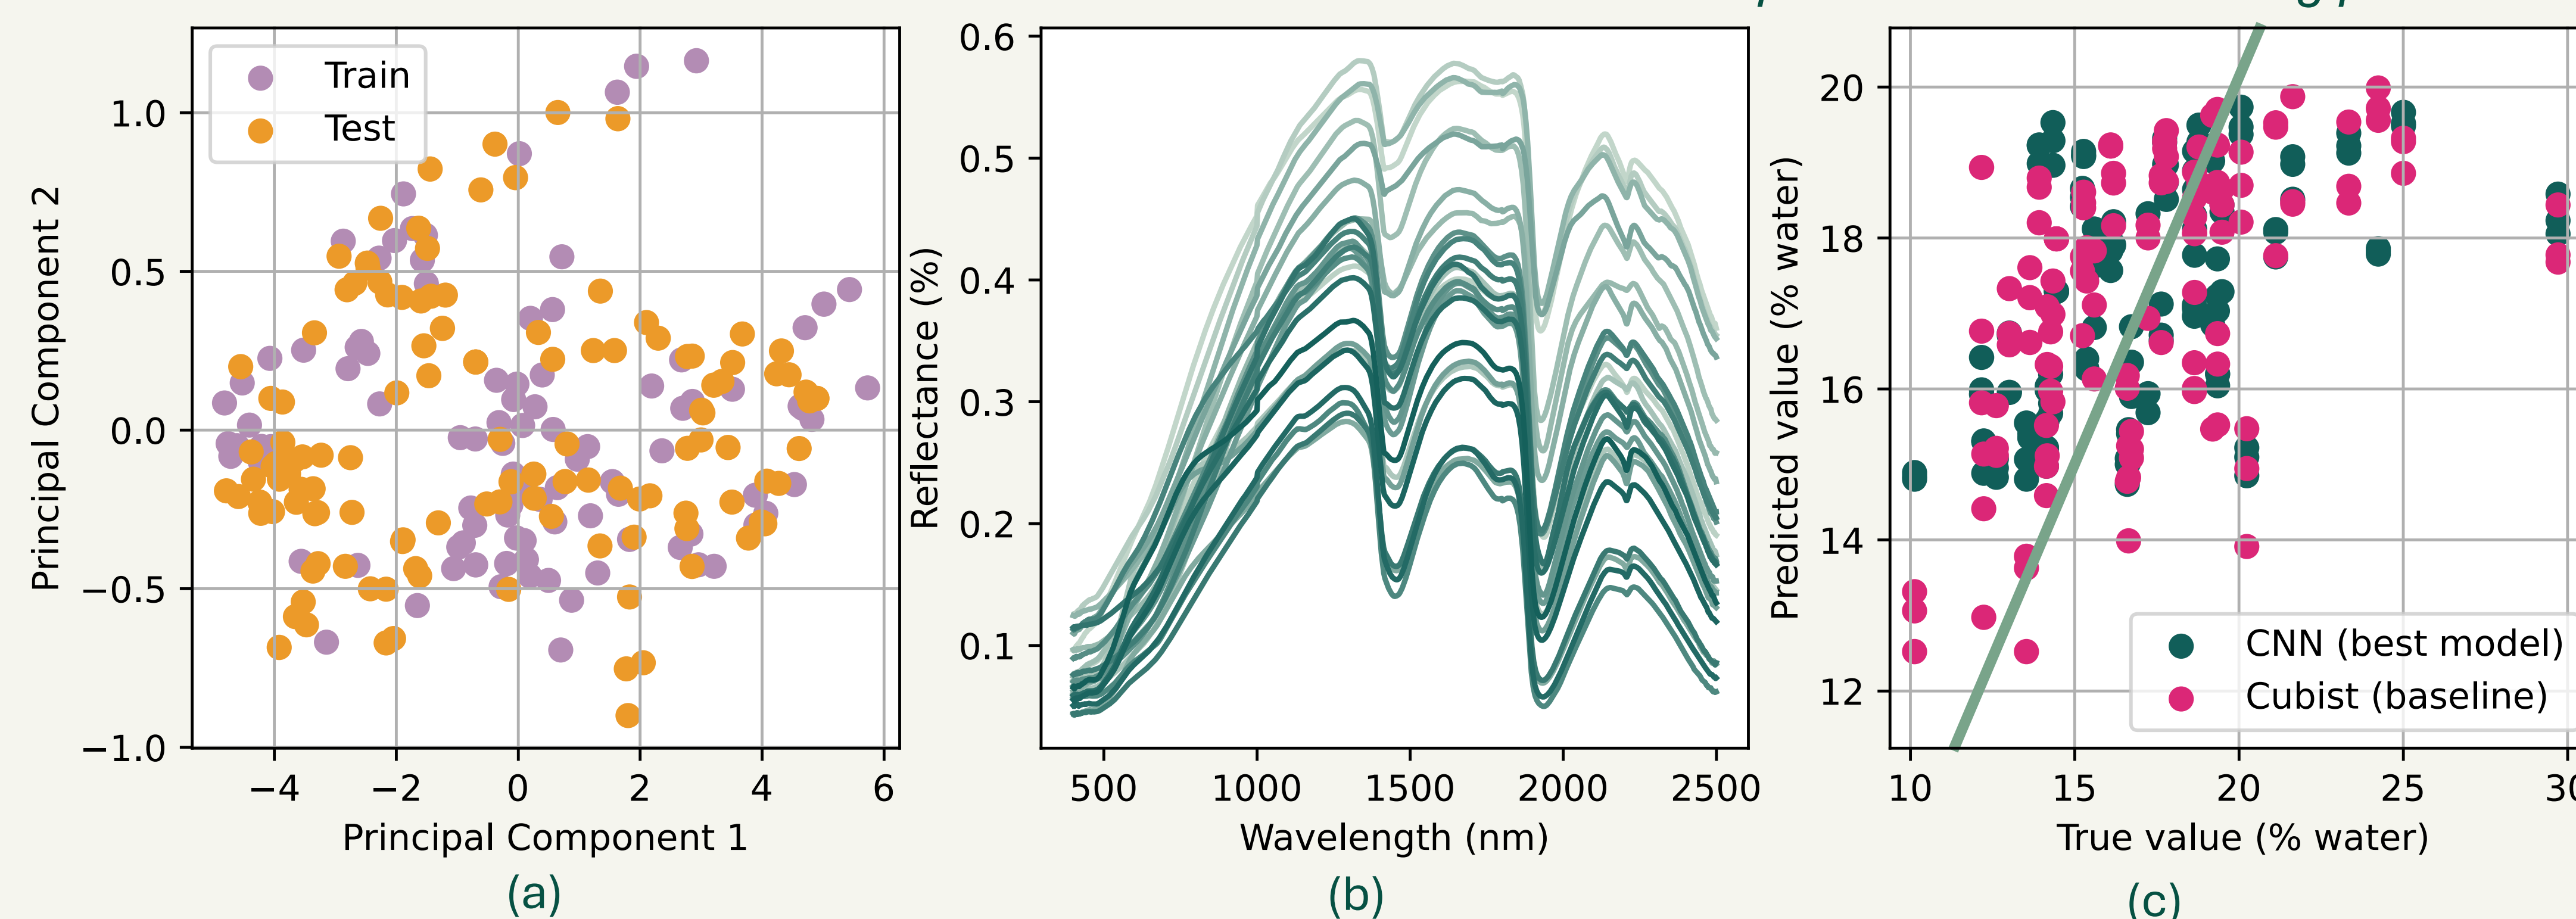 Train
Test
1.0
0.5
0.0
−0.5
−1.0
Principal Component 2
−4
−2
0
2
4
6
Principal Component 1
(a)
0.6
0.5
0.4
0.3
0.2
0.1
Reflectance (%)
500
1000
1500
2000
2500
Wavelength (nm)
(b)
20
18
16
14
12
Predicted value (% water)
CNN (best model)
Cubist (baseline)
10
15
20
25
True value (% water)
(c)